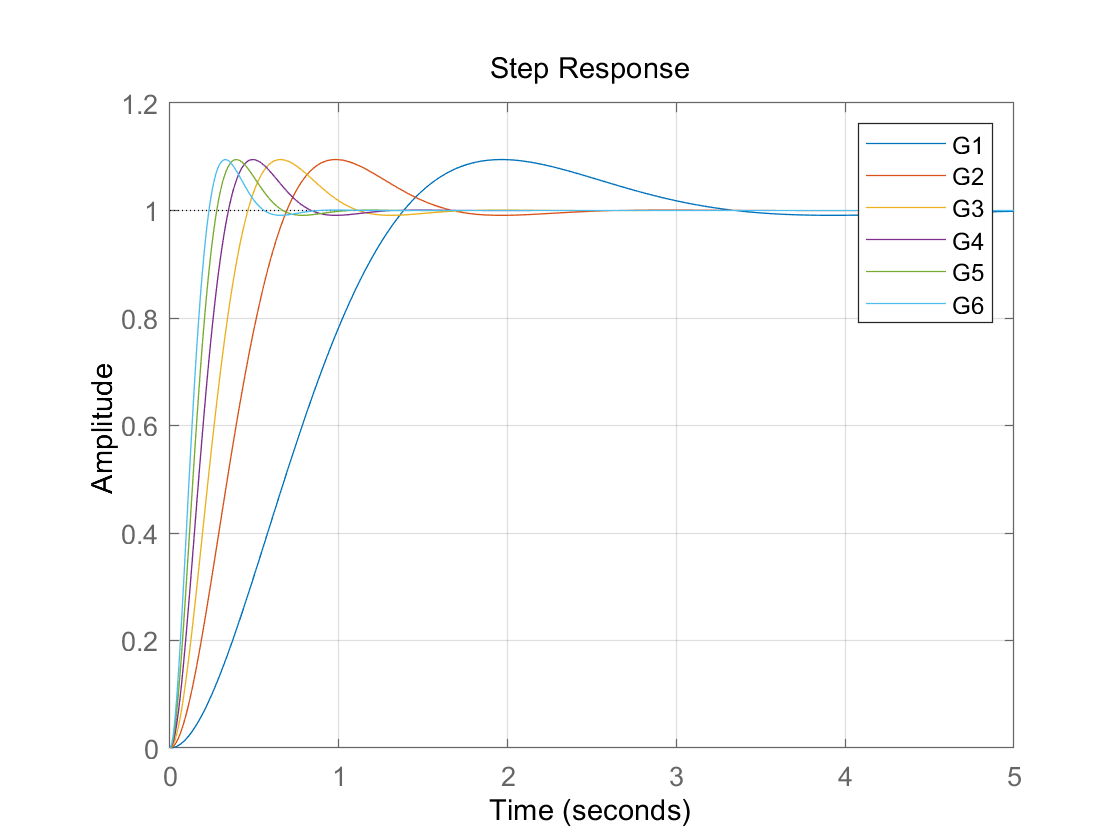 Step Response
1.2
1
0.8
0.6
0.4
0.2
0
Amplitude
G1
G2
G3
G4
G5
G6
0 1 2 3 4 5
Time (seconds)